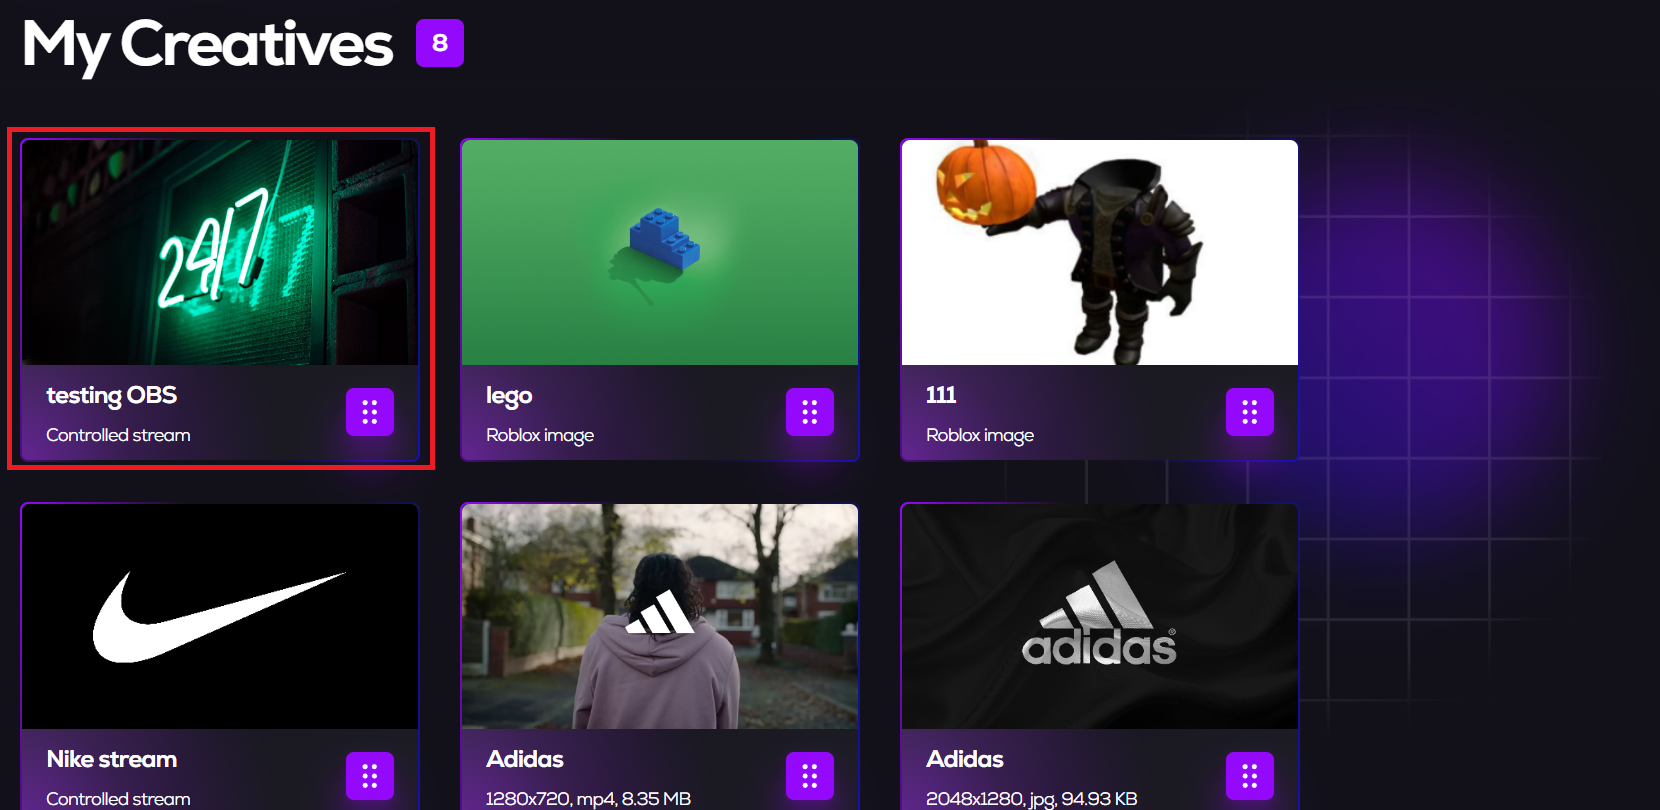 My Creatives 8
24/7
testing OBS
Controlled stream
lego
Roblox image
111
Roblox image
adidas®
Nike stream
Controlled stream
Adidas
1280x720, mp4, 8.35 MB
Adidas
2048x1280, jpg, 94.93 KB